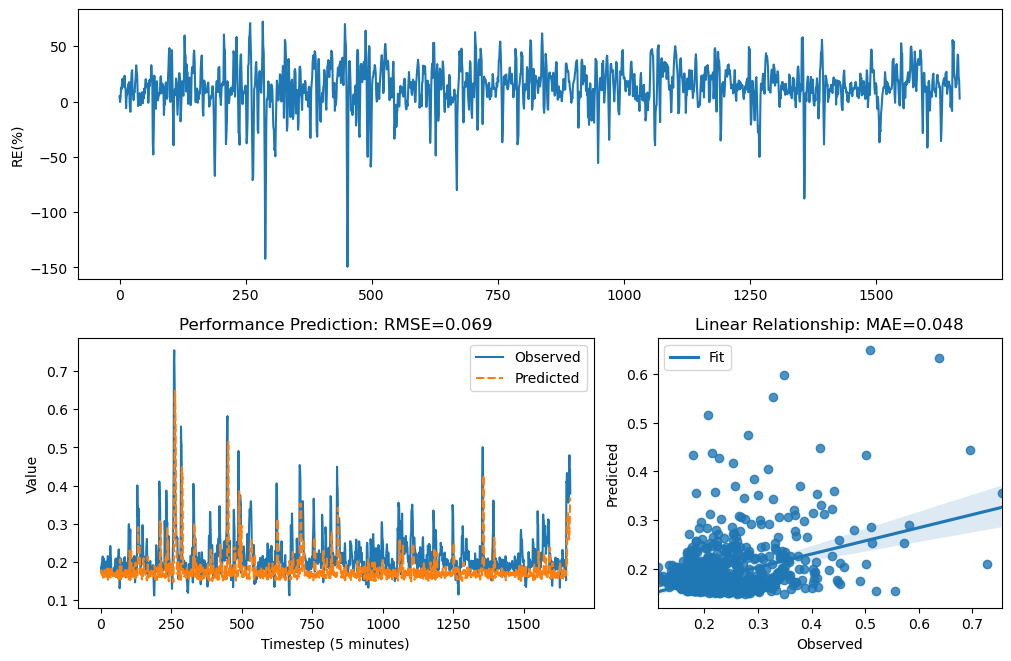 50
0
−50
−100
−150
RE(%)
0 250 500 750 1000 1250 1500
Performance Prediction: RMSE=0.069
Observed
Predicted
0.7
0.6
0.5
0.4
0.3
0.2
0.1
Value
0 250 500 750 1000 1250 1500
Timestep (5 minutes)
Linear Relationship: MAE=0.048
Fit
0.6
0.5
0.4
0.3
0.2
Predicted
0.2 0.3 0.4 0.5 0.6 0.7
Observed